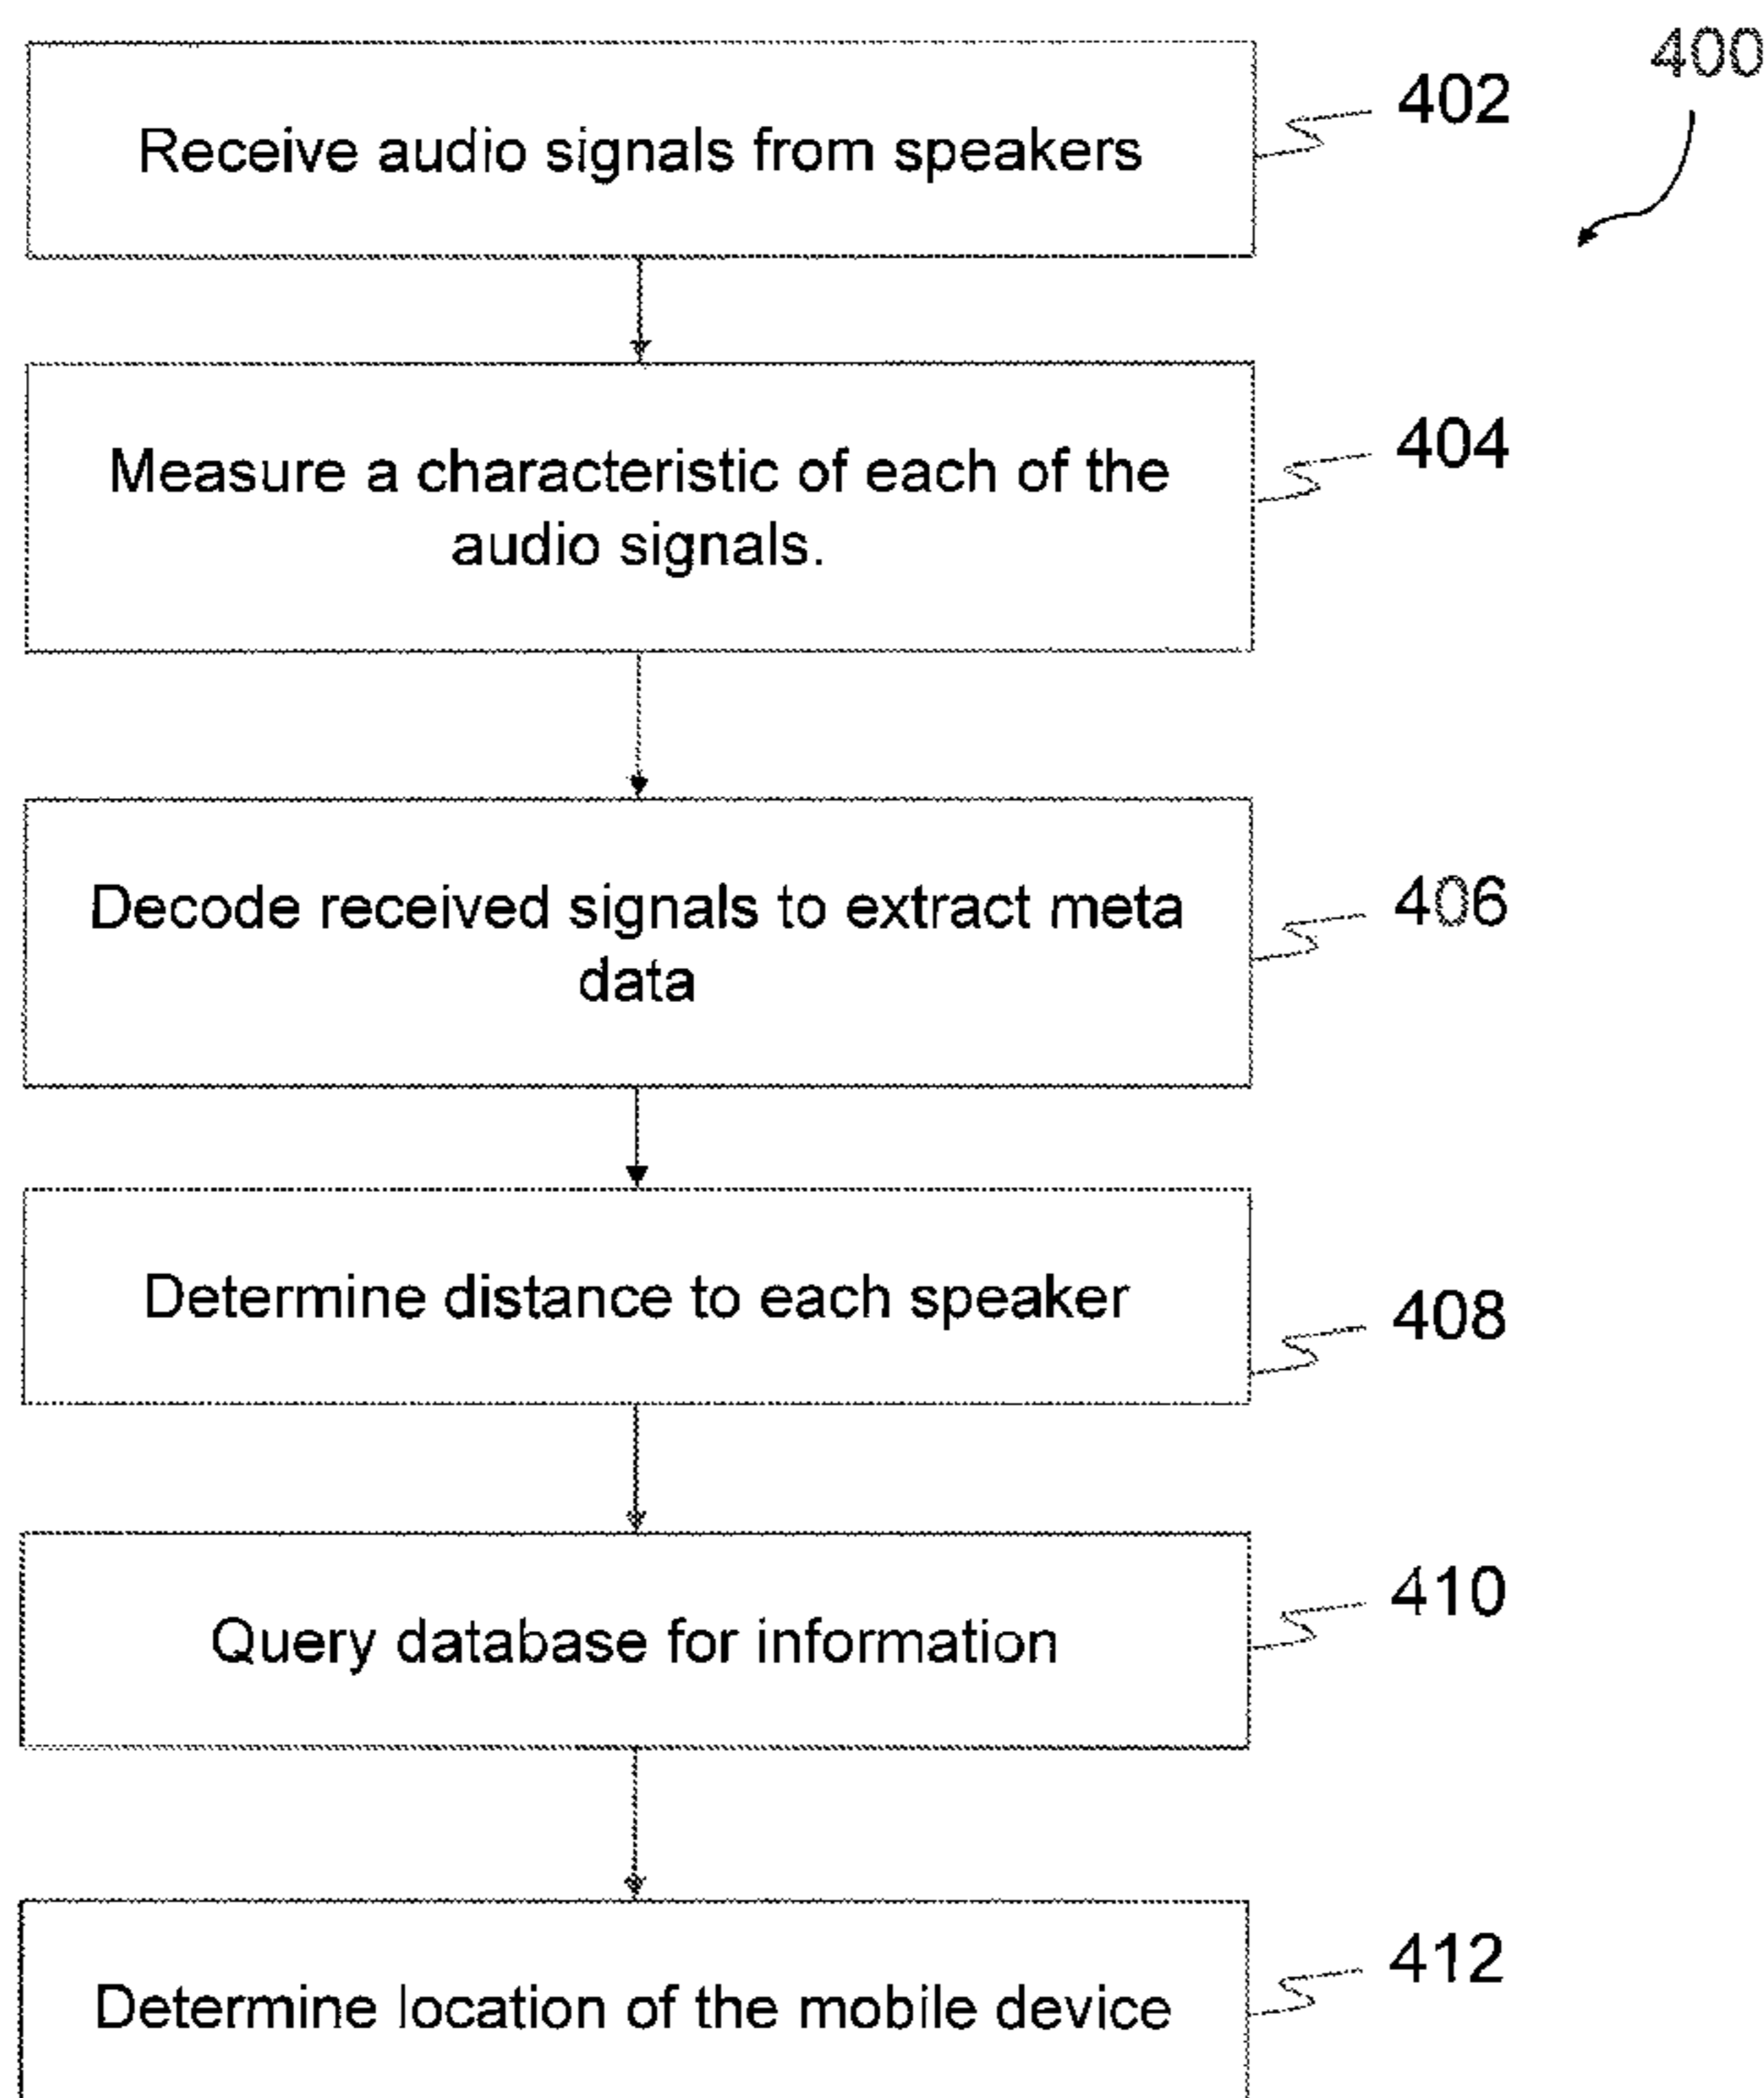 400
Receive audio signals from speakers
402
Measure a characteristic of each of the
audio signals.
404
Decode received signals to extract meta
data
406
Determine distance to each speaker
408
Query database for information
410
Determine location of the mobile device
412